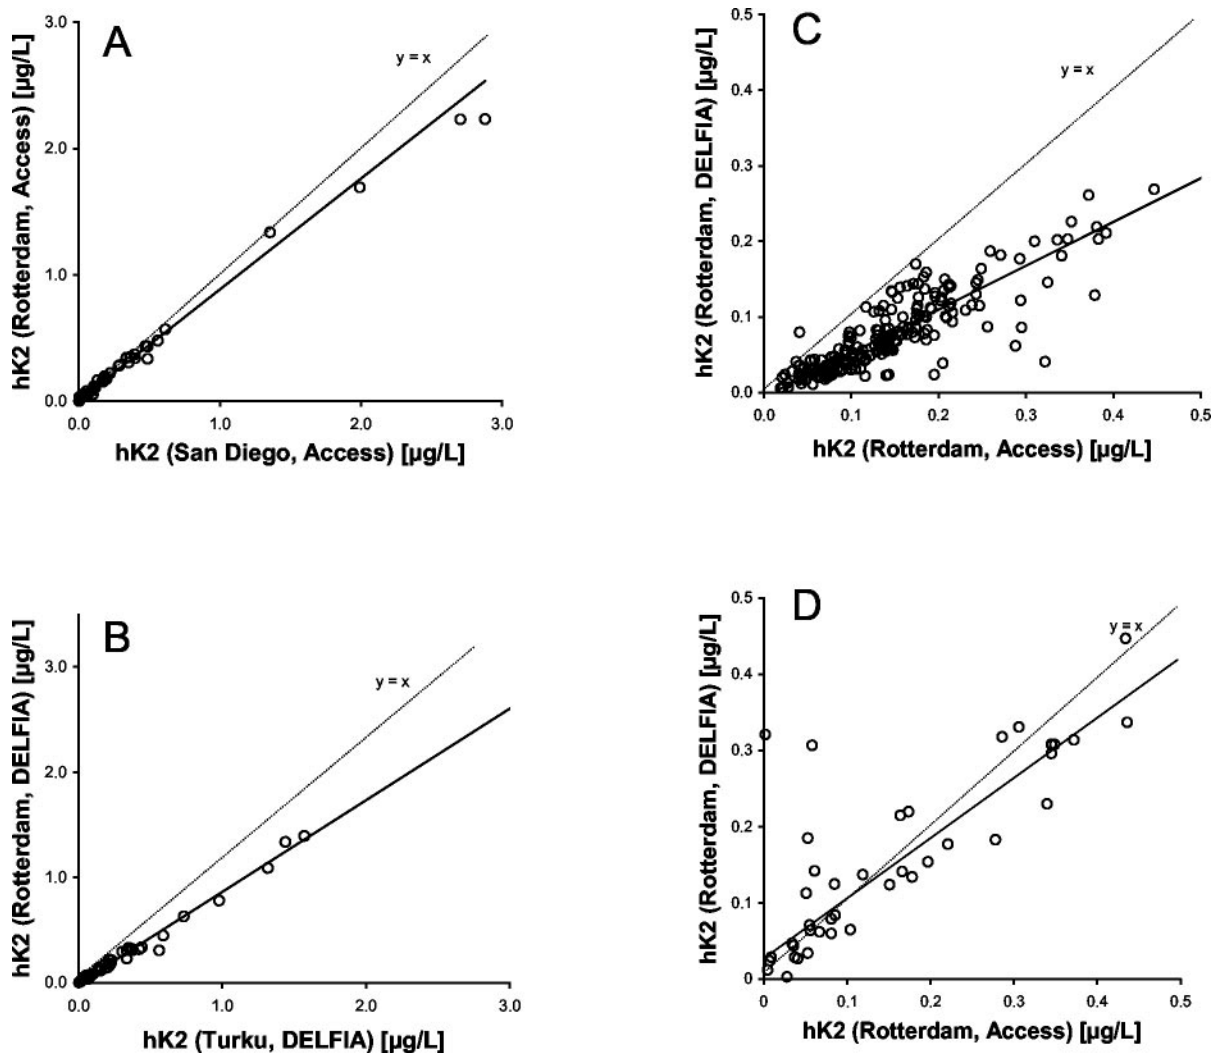 A
hK2 (Rotterdam, Access) [µg/L]
3.0
2.0
1.0
0.0
y = x
0.0 1.0 2.0 3.0
hK2 (San Diego, Access) [µg/L]
C
hK2 (Rotterdam, DELFIA) [µg/L]
0.5
0.4
0.3
0.2
0.1
0.0
y = x
0.0 0.1 0.2 0.3 0.4 0.5
hK2 (Rotterdam, Access) [µg/L]
B
hK2 (Rotterdam, DELFIA) [µg/L]
3.0
2.0
1.0
0.0
y = x
0.0 1.0 2.0 3.0
hK2 (Turku, DELFIA) [µg/L]
D
hK2 (Rotterdam, DELFIA) [µg/L]
0.5
0.4
0.3
0.2
0.1
0
y = x
0 0.1 0.2 0.3 0.4 0.5
hK2 (Rotterdam, Access) [µg/L]